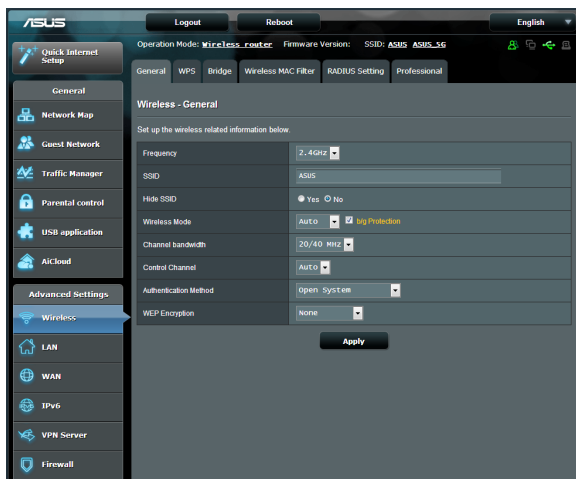 ASUS
Logout
Reboot
English
Quick Internet Setup
Operation Mode: Wireless router Firmware Version: SSID: ASUS ASUS_5G
General WPS Bridge Wireless MAC Filter RADIUS Setting Professional
General
Network Map
Guest Network
Traffic Manager
Parental control
USB application
AiCloud
Advanced Settings
Wireless
LAN
WAN
IPv6
VPN Server
Firewall
Wireless - General
Set up the wireless related information below.
Frequency 2.4GHz
SSID ASUS
Hide SSID Yes No
Wireless Mode Auto b/g Protection
Channel bandwidth 20/40 MHz
Control Channel Auto
Authentication Method Open System
WEP Encryption None
Apply